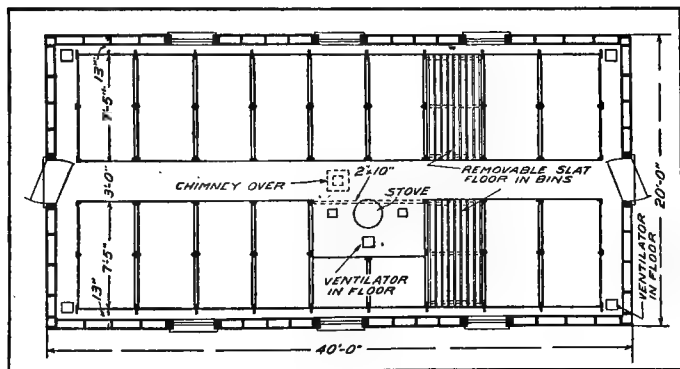 13"
7'-5"
3'-0"
7'-5"
13"
CHIMNEY OVER
2'-10"
STOVE
REMOVABLE SLAT
FLOOR IN BINS
VENTILATOR
IN FLOOR
20'-0"
VENTILATOR
IN FLOOR
40'-0"